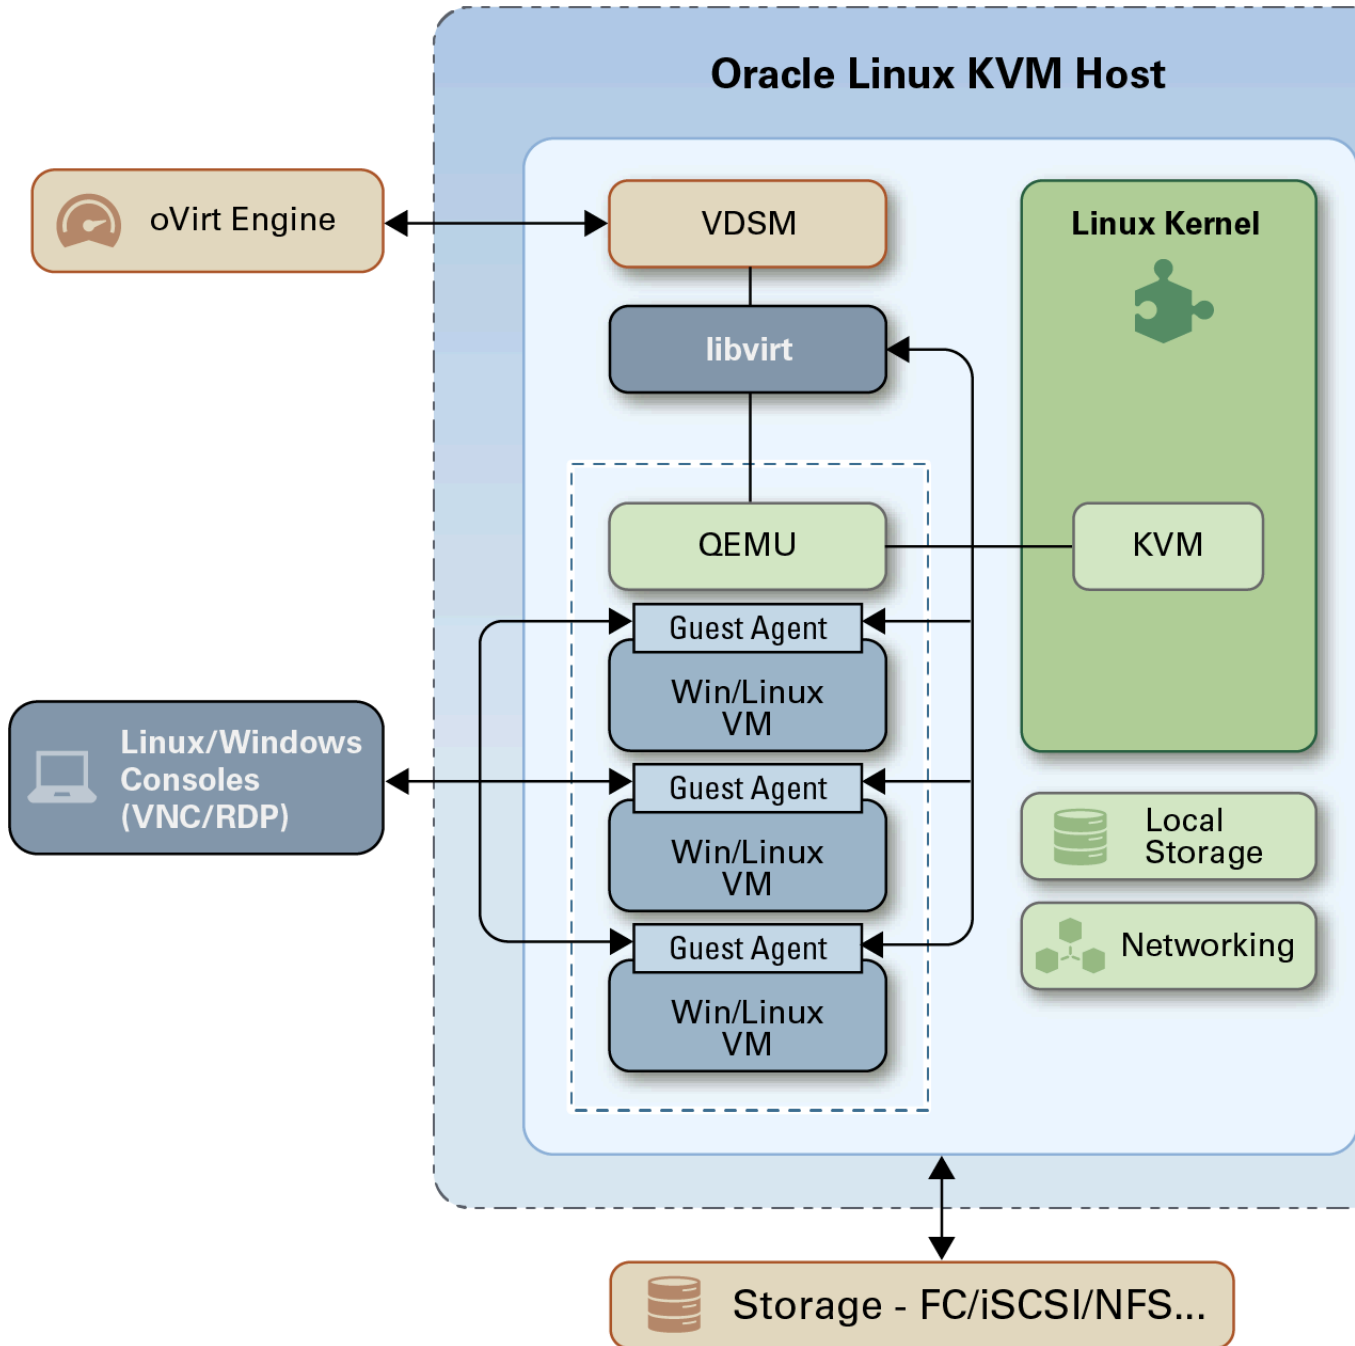 Oracle Linux KVM Host
oVirt Engine
VDSM
Linux Kernel
libvirt
QEMU
KVM
Guest Agent
Win/Linux
VM
Linux/Windows
Consoles
(VNC/RDP)
Guest Agent
Win/Linux
VM
Local
Storage
Guest Agent
Win/Linux
VM
Networking
Storage - FC/iSCSI/NFS...